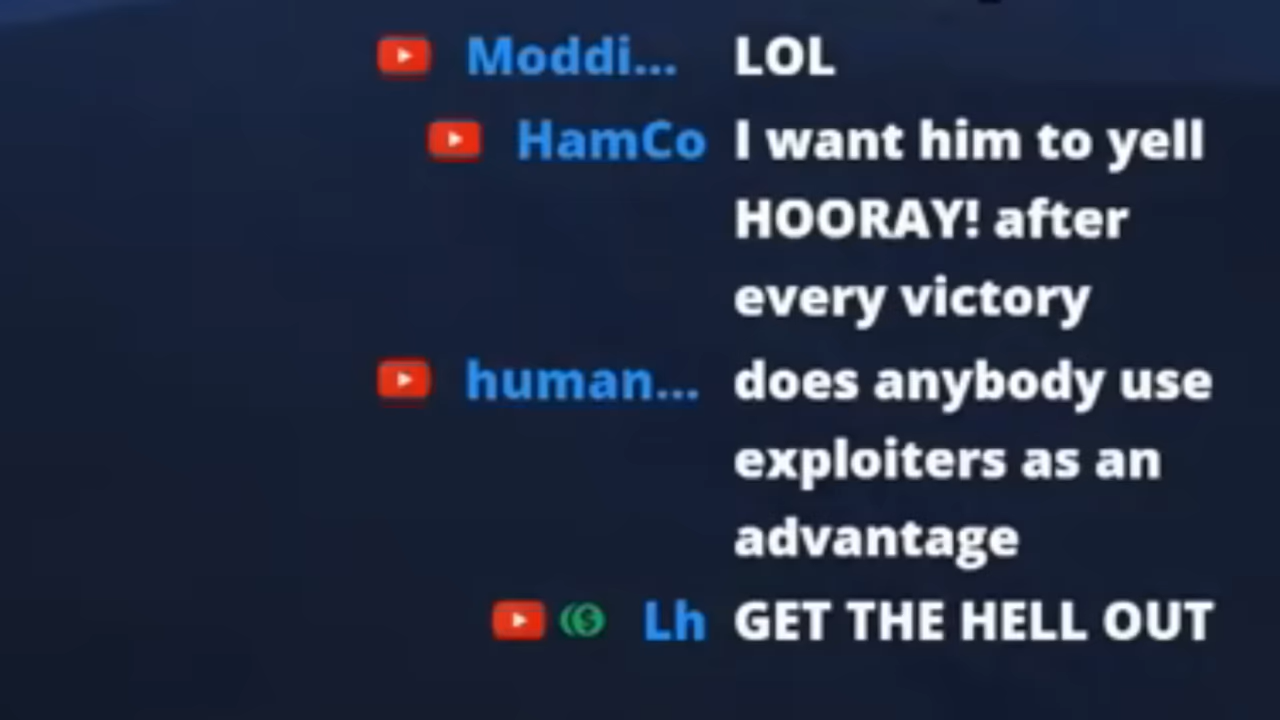 Moddi... LOL
HamCo I want him to yell
HOORAY! after
every victory
human... does anybody use
exploiters as an
advantage
Lh GET THE HELL OUT